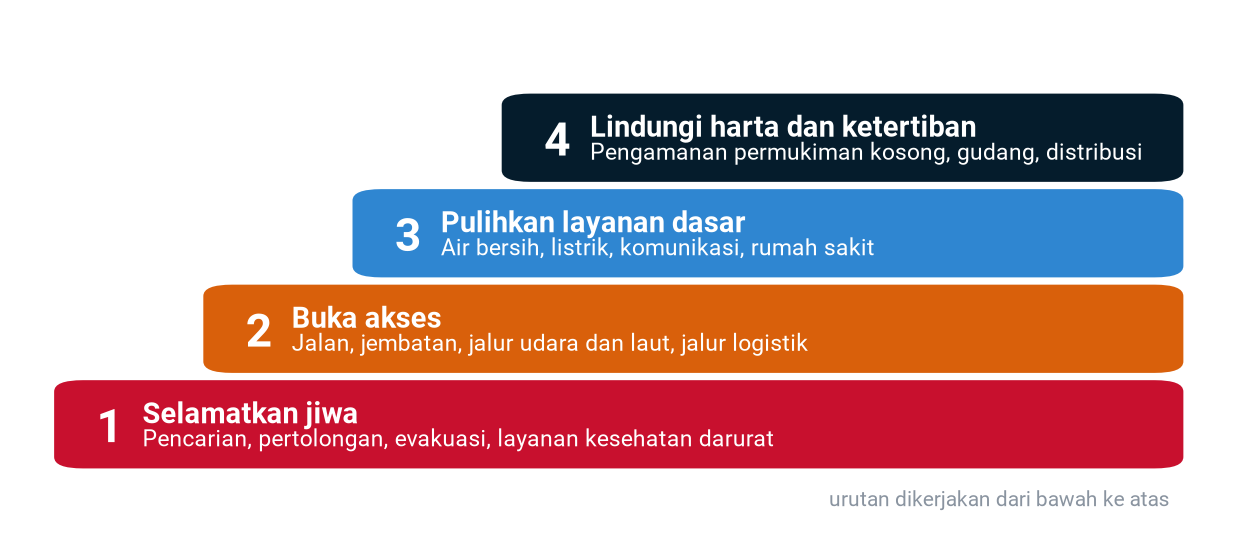 4
Lindungi harta dan ketertiban
Pengamanan permukiman kosong, gudang, distribusi
3
Pulihkan layanan dasar
Air bersih, listrik, komunikasi, rumah sakit
2
Buka akses
Jalan, jembatan, jalur udara dan laut, jalur logistik
1
Selamatkan jiwa
Pencarian, pertolongan, evakuasi, layanan kesehatan darurat
urutan dikerjakan dari bawah ke atas